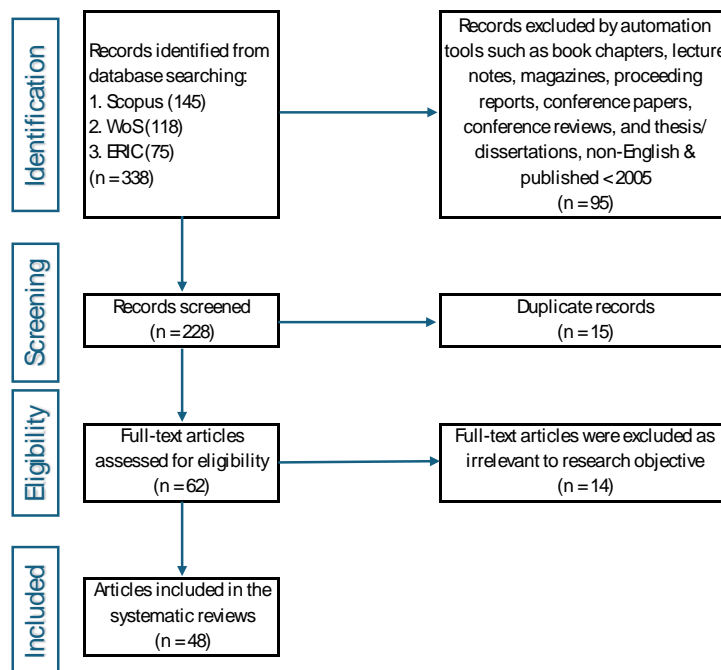 Identification
Records identified from
database searching:
1. Scopus (145)
2. WoS (118)
3. ERIC (75)
(n = 338)
Records excluded by automation
tools such as book chapters, lecture
notes, magazines, proceeding
reports, conference papers,
conference reviews, and thesis/
dissertations, non-English &
published < 2005
(n = 95)
Screening
Records screened
(n = 228)
Duplicate records
(n = 15)
Eligibility
Full-text articles
assessed for eligibility
(n = 62)
Full-text articles were excluded as
irrelevant to research objective
(n = 14)
Included
Articles included in the
systematic reviews
(n = 48)